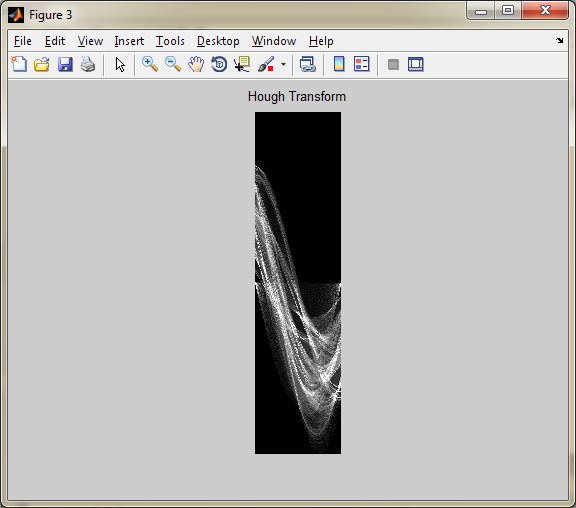 Figure 3
File Edit View Insert Tools Desktop Window Help
Hough Transform